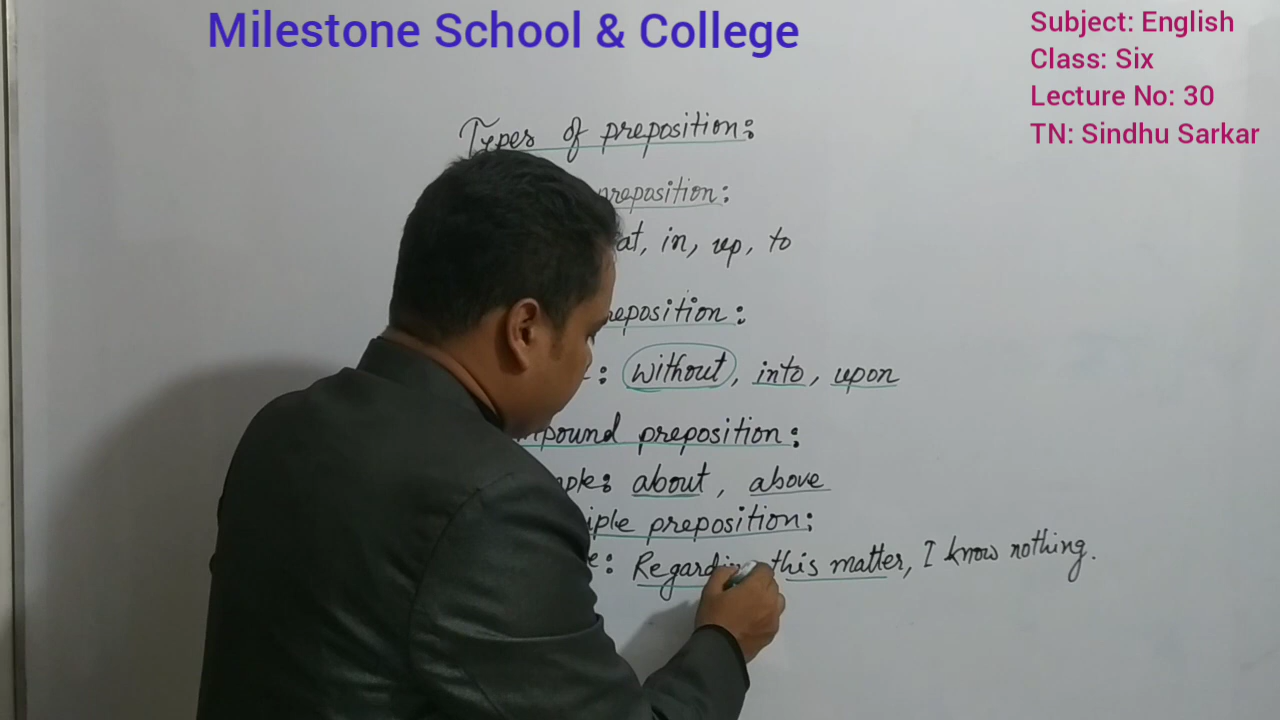 Milestone School & College
Subject: English
Class: Six
Lecture No: 30
TN: Sindhu Sarkar
Types of preposition:
preposition:
at, in, up, to
: without, into, upon
preposition:
about, above
preposition:
: Regarding this matter, I know nothing.